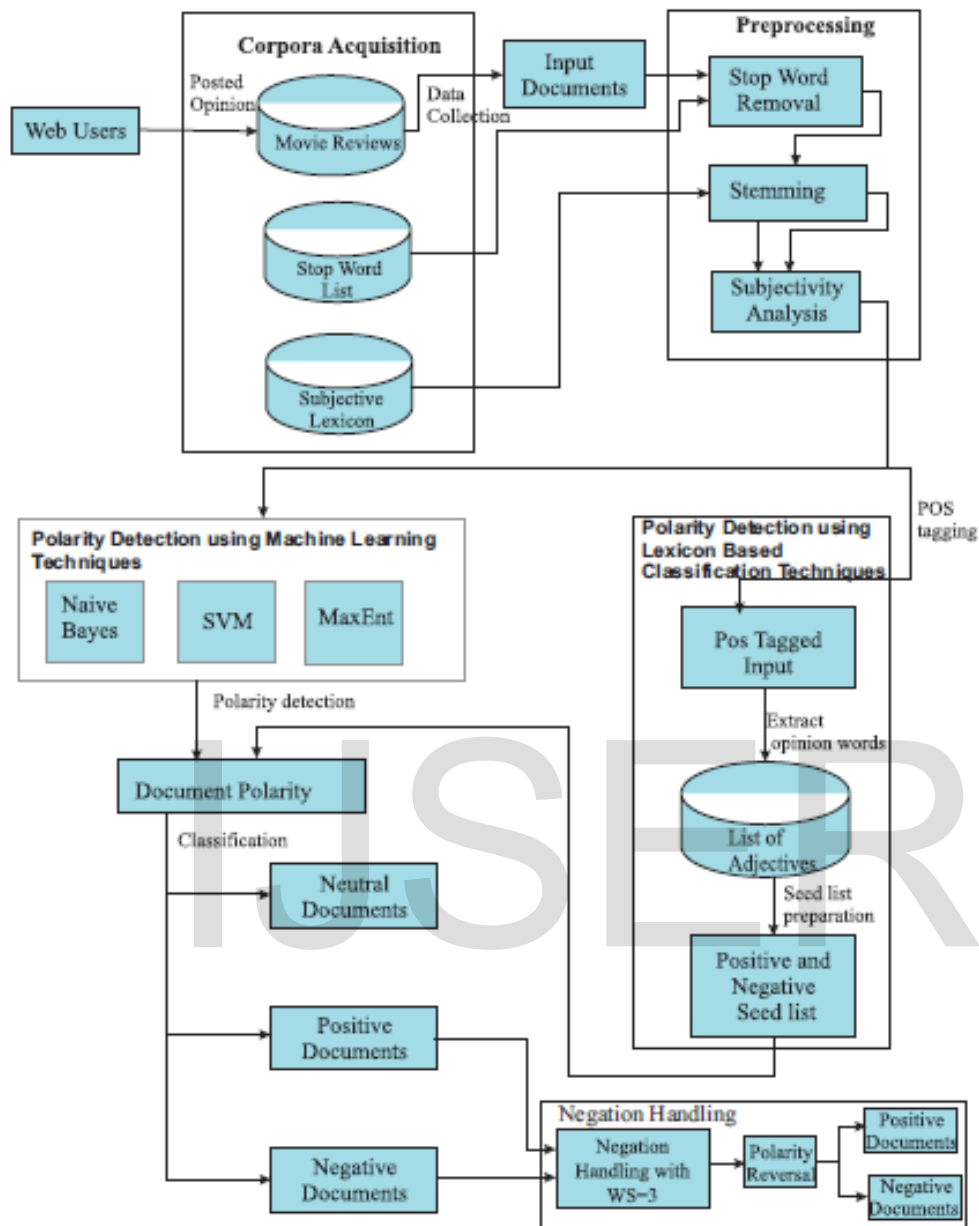 Corpora Acquisition
Preprocessing
Web Users
Posted
Opinion
Movie Reviews
Data
Collection
Input
Documents
Stop Word
Removal
Stemming
Subjectivity
Analysis
Stop Word
List
Subjective
Lexicon
POS
tagging
Polarity Detection using Machine Learning
Techniques
Naive
Bayes
SVM
MaxEnt
Polarity detection
Polarity Detection using
Lexicon Based
Classification Techniques
Pos Tagged
Input
Extract
opinion words
List of
Adjectives
Seed list
preparation
Positive and
Negative
Seed list
Document Polarity
Classification
Neutral
Documents
Positive
Documents
Negative
Documents
Negation Handling
Negation
Handling with
WS=3
Polarity
Reversal
Positive
Documents
Negative
Documents
IJSER